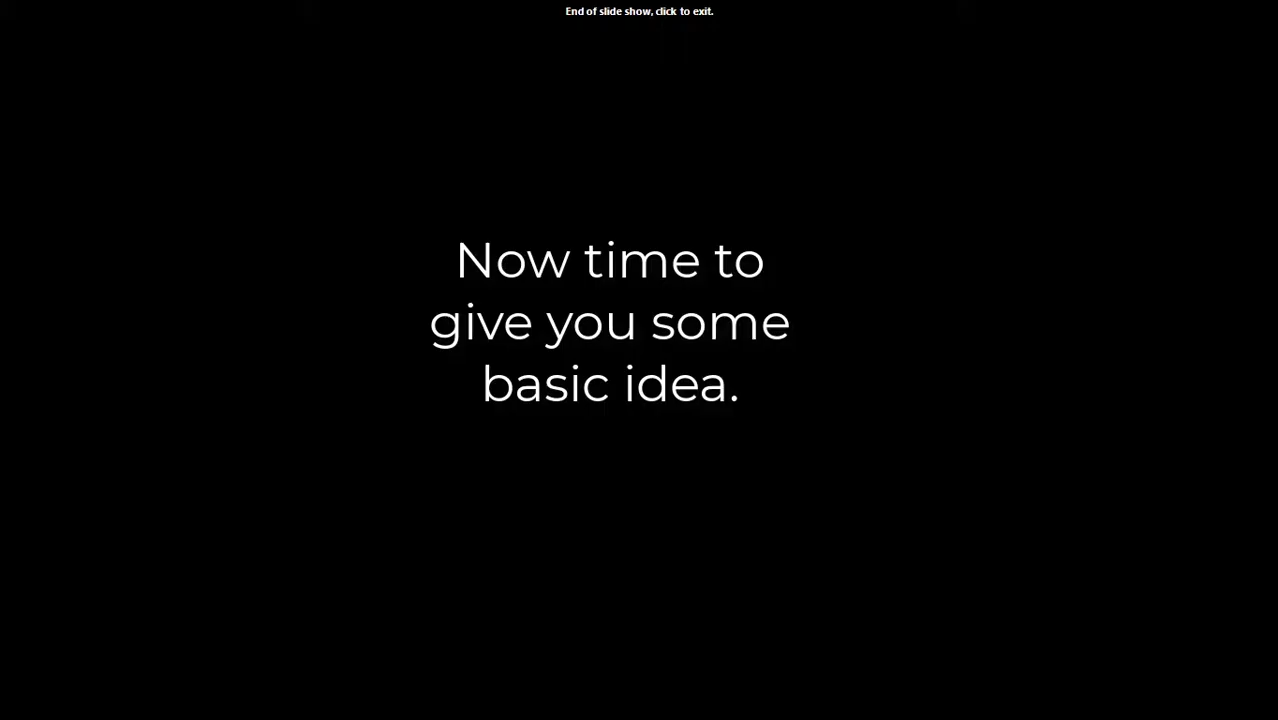 End of slide show, click to exit.
Now time to
give you some
basic idea.